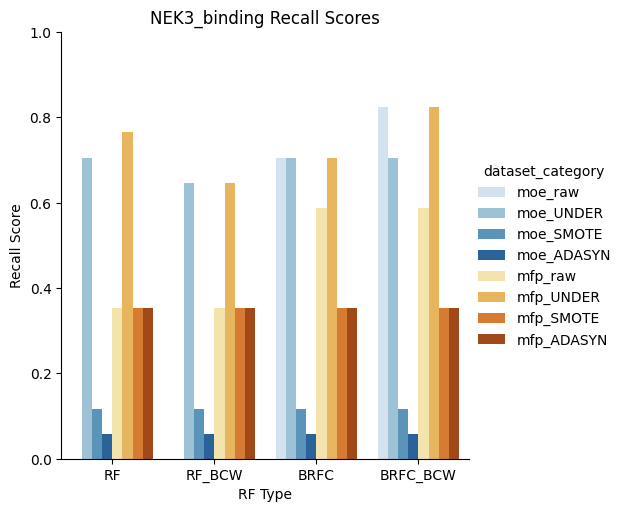 NEK3_binding Recall Scores
1.0
0.8
0.6
0.4
0.2
0.0
Recall Score
RF
RF_BCW
BRFC
BRFC_BCW
RF Type
dataset_category
moe_raw
moe_UNDER
moe_SMOTE
moe_ADASYN
mfp_raw
mfp_UNDER
mfp_SMOTE
mfp_ADASYN